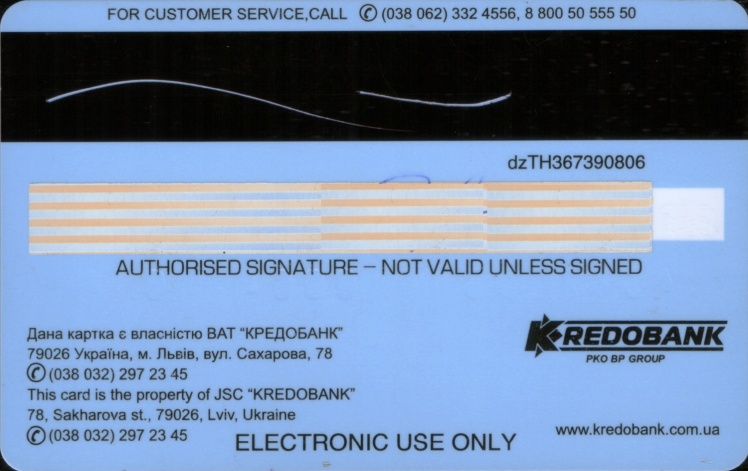 FOR CUSTOMER SERVICE,CALL ✆ (038 062) 332 4556, 8 800 50 555 50
dzTH367390806
AUTHORISED SIGNATURE – NOT VALID UNLESS SIGNED
Дана картка є власністю ВАТ “КРЕДОБАНК”
79026 Україна, м. Львів, вул. Сахарова, 78
✆ (038 032) 297 23 45
This card is the property of JSC “KREDOBANK”
78, Sakharova st., 79026, Lviv, Ukraine
✆ (038 032) 297 23 45
KREDOBANK
PKO BP GROUP
ELECTRONIC USE ONLY
www.kredobank.com.ua